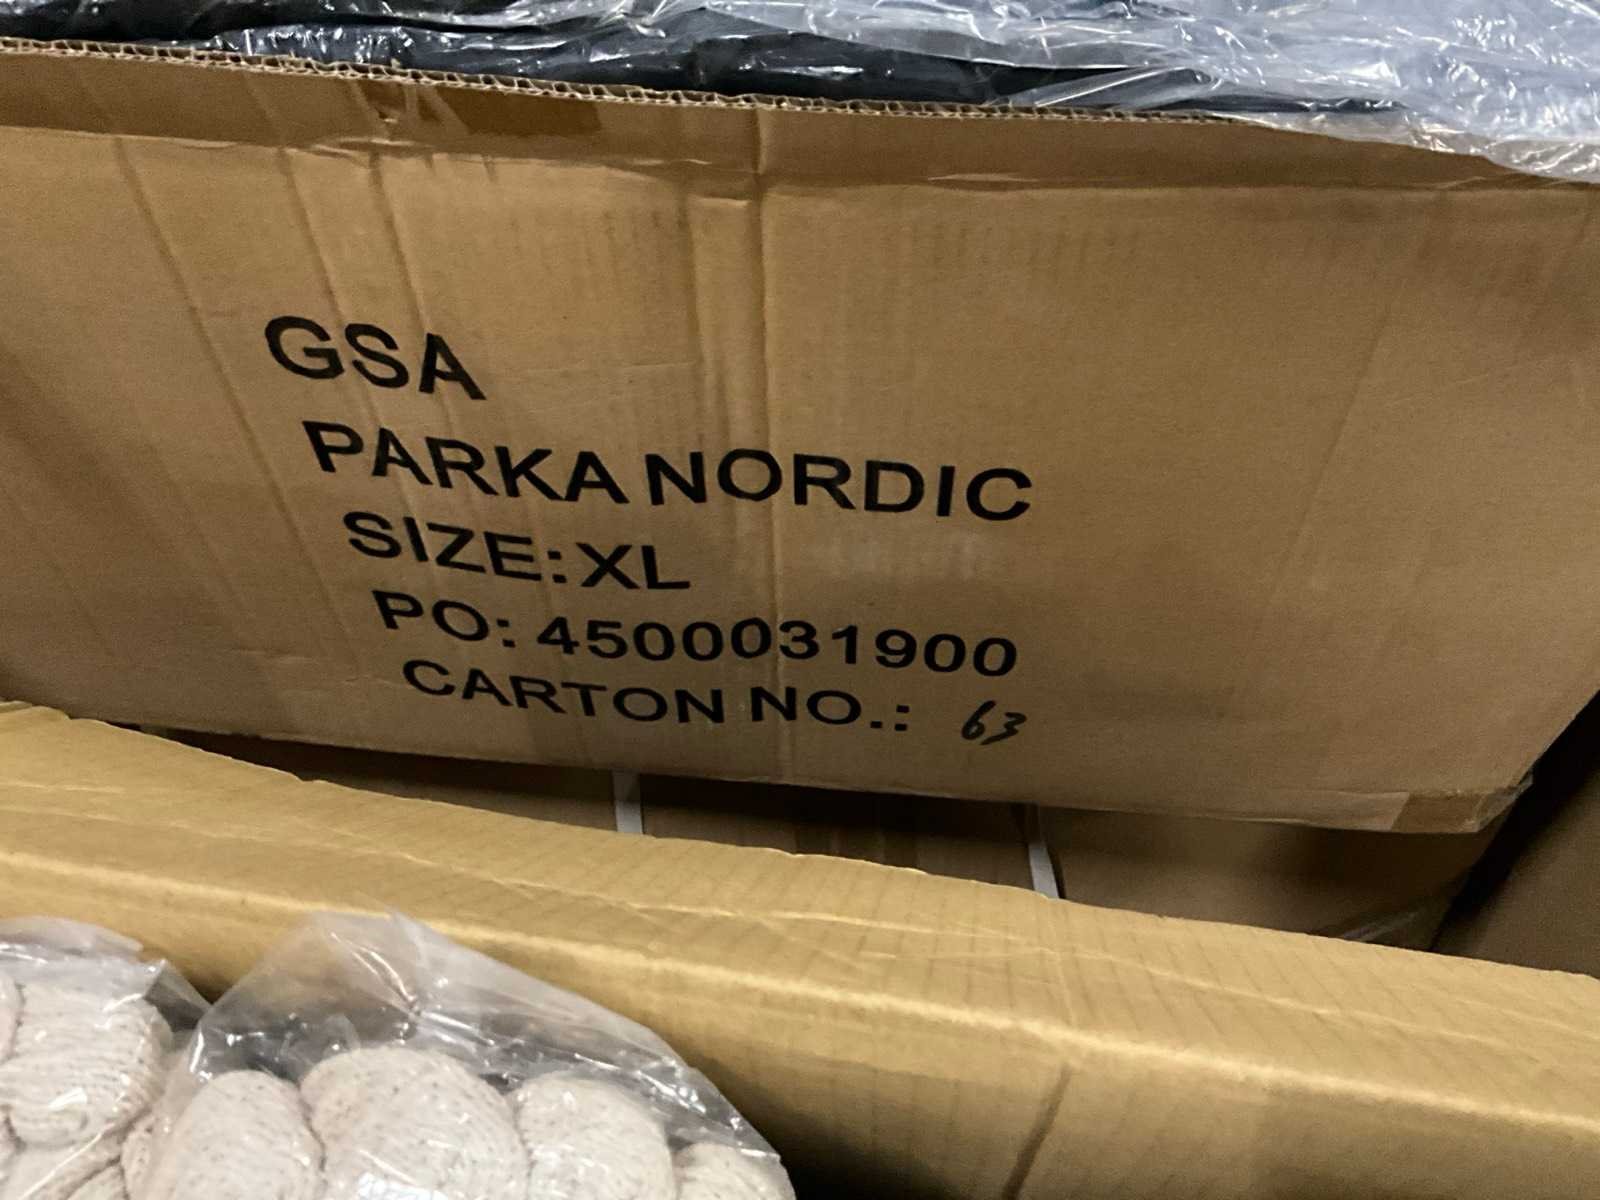 GSA
PARKA NORDIC
SIZE:XL
PO: 4500031900
CARTON NO.: 63